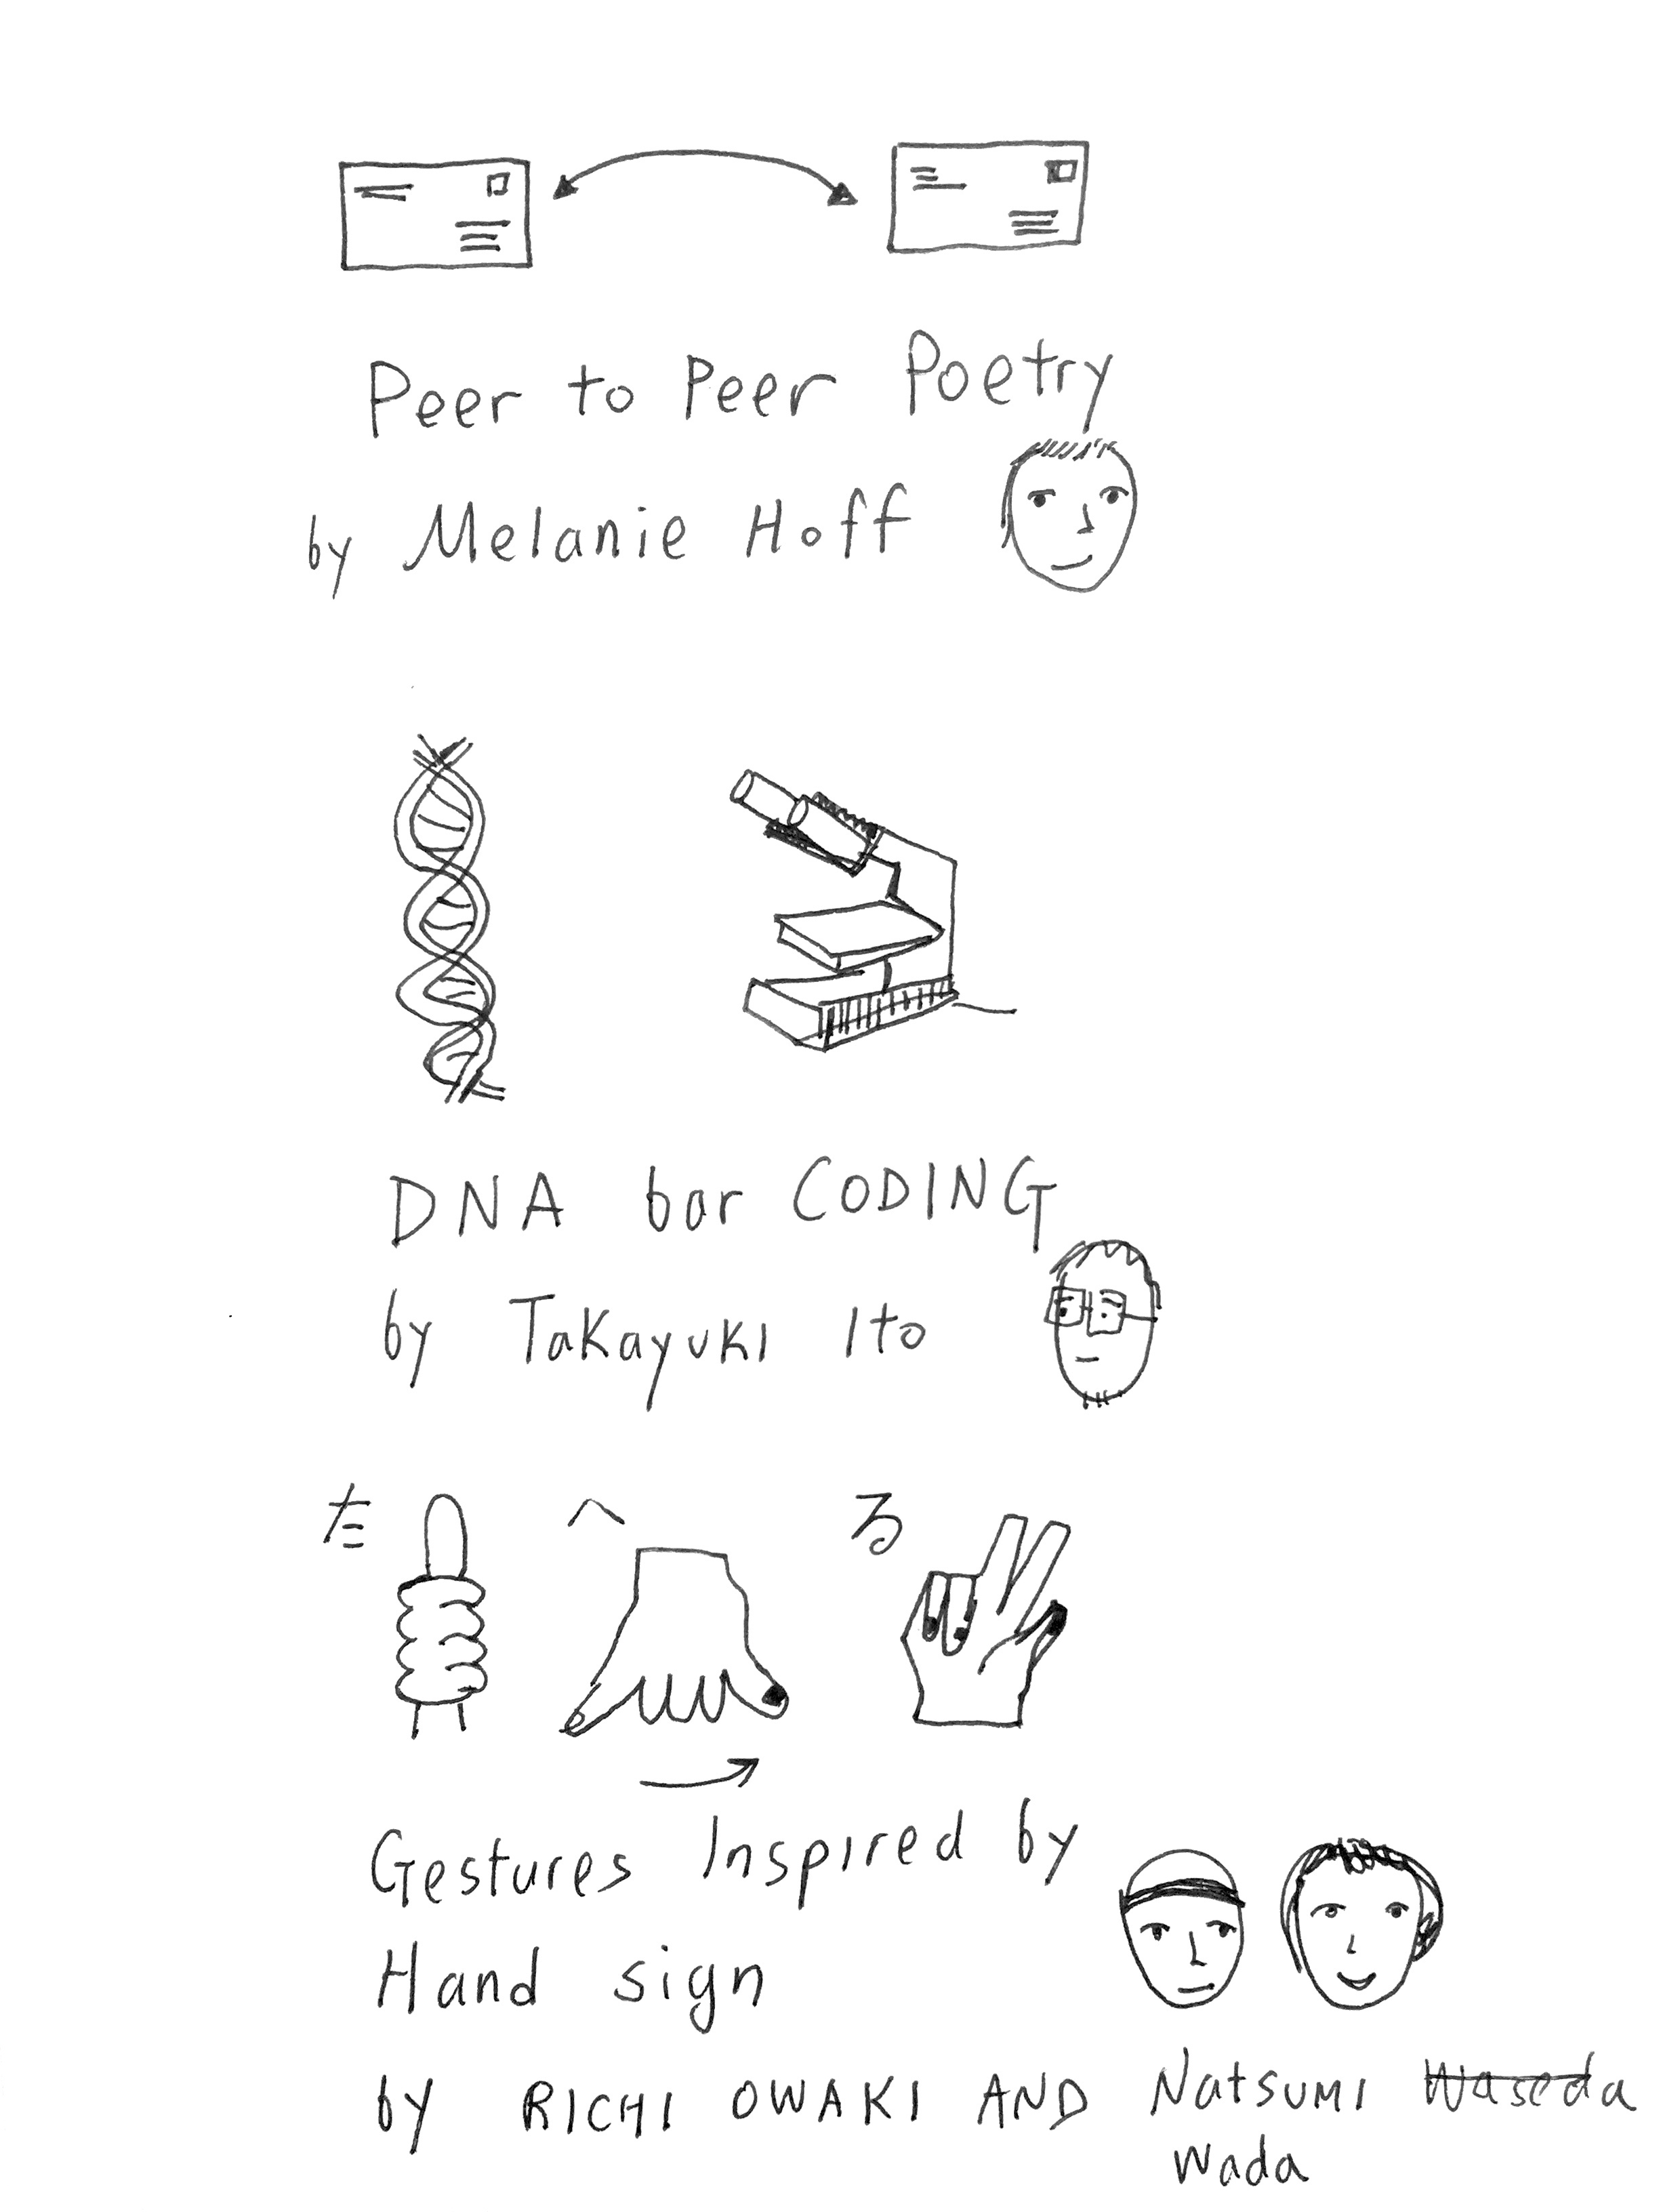 Peer to Peer Poetry
by Melanie Hoff
DNA bar CODING
by Takayuki Ito
た へ る
Gestures Inspired by
Hand sign
by RICHI OWAKI AND Natsumi Waseda
Wada